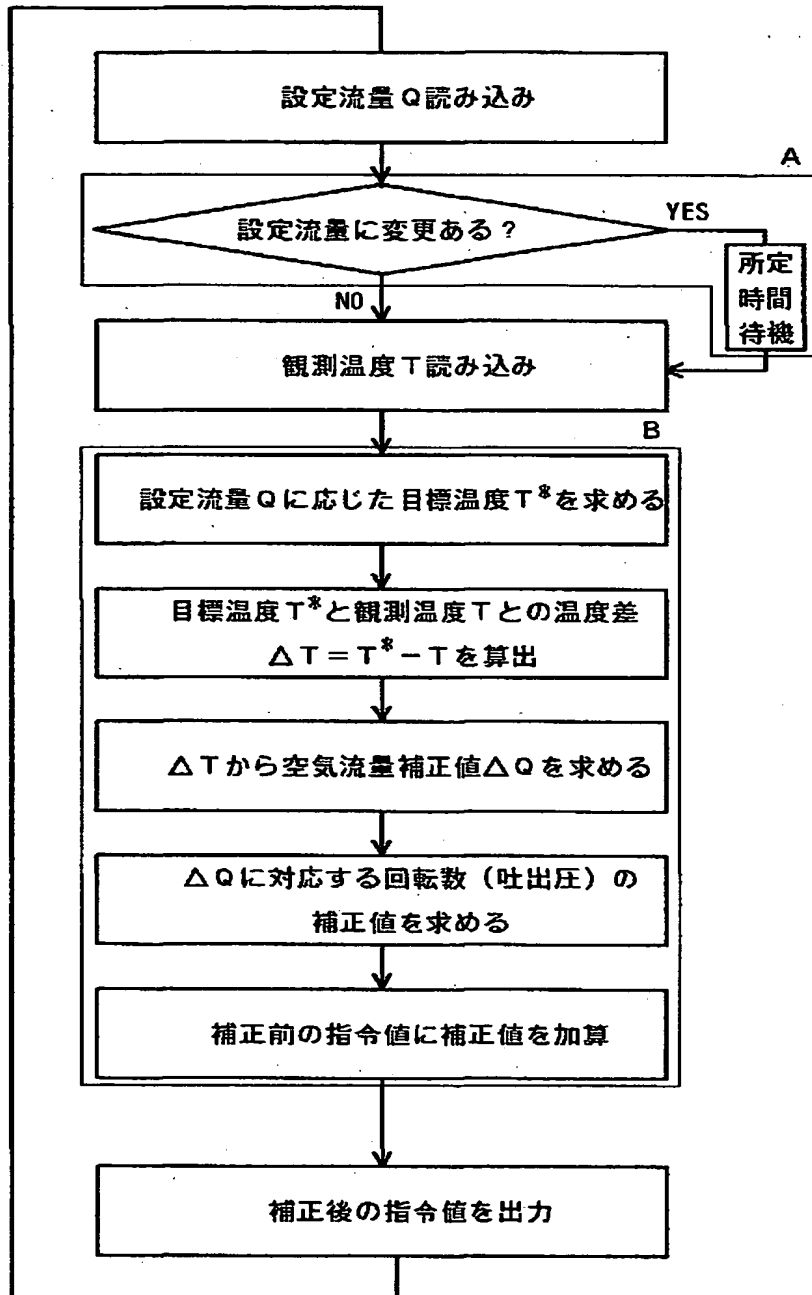 設定流量Q読み込み
A
設定流量に変更ある?
YES
所定
時間
待機
NO
観測温度T読み込み
B
設定流量Qに応じた目標温度T*を求める
目標温度T*と観測温度Tとの温度差
△T=T*-Tを算出
△Tから空気流量補正値△Qを求める
△Qに対応する回転数(吐出圧)の
補正値を求める
補正前の指令値に補正値を加算
補正後の指令値を出力